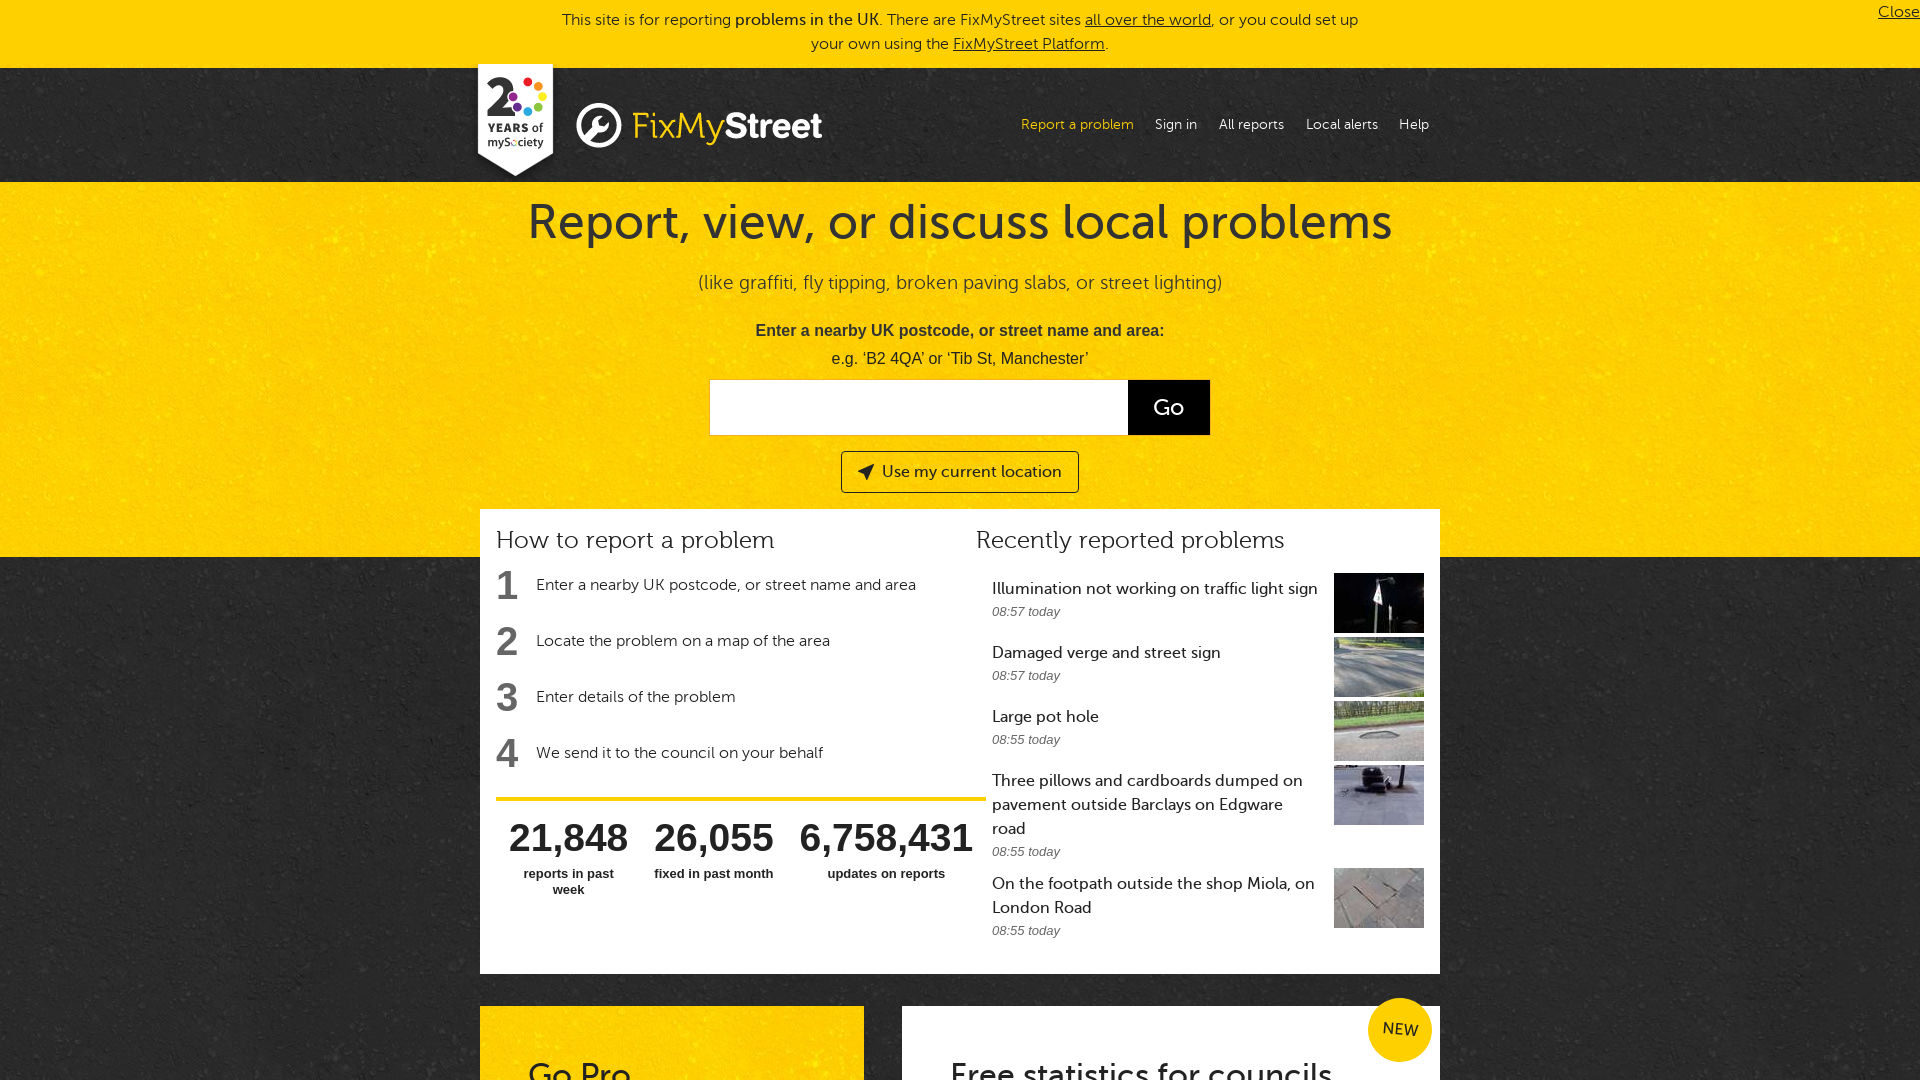 This site is for reporting problems in the UK. There are FixMyStreet sites all over the world, or you could set up
your own using the FixMyStreet Platform.
Close
20
YEARS of
mySociety
FixMyStreet
Report a problem
Sign in
All reports
Local alerts
Help
Report, view, or discuss local problems
(like graffiti, fly tipping, broken paving slabs, or street lighting)
Enter a nearby UK postcode, or street name and area:
e.g. ‘B2 4QA’ or ‘Tib St, Manchester’
Go
Use my current location
How to report a problem
1 Enter a nearby UK postcode, or street name and area
2 Locate the problem on a map of the area
3 Enter details of the problem
4 We send it to the council on your behalf
21,848
reports in past
week
26,055
fixed in past month
6,758,431
updates on reports
Recently reported problems
Illumination not working on traffic light sign
08:57 today
Damaged verge and street sign
08:57 today
Large pot hole
08:55 today
Three pillows and cardboards dumped on
pavement outside Barclays on Edgware
road
08:55 today
On the footpath outside the shop Miola, on
London Road
08:55 today
Go Pro
NEW
Free statistics for councils